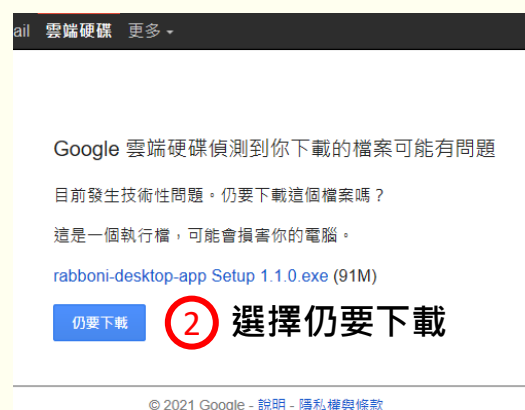 ail 雲端硬碟 更多
Google 雲端硬碟偵測到你下載的檔案可能有問題
目前發生技術性問題。仍要下載這個檔案嗎？
這是一個執行檔，可能會損害你的電腦。
rabboni-desktop-app Setup 1.1.0.exe (91M)
仍要下載 2 選擇仍要下載
© 2021 Google - 說明 - 隱私權與條款